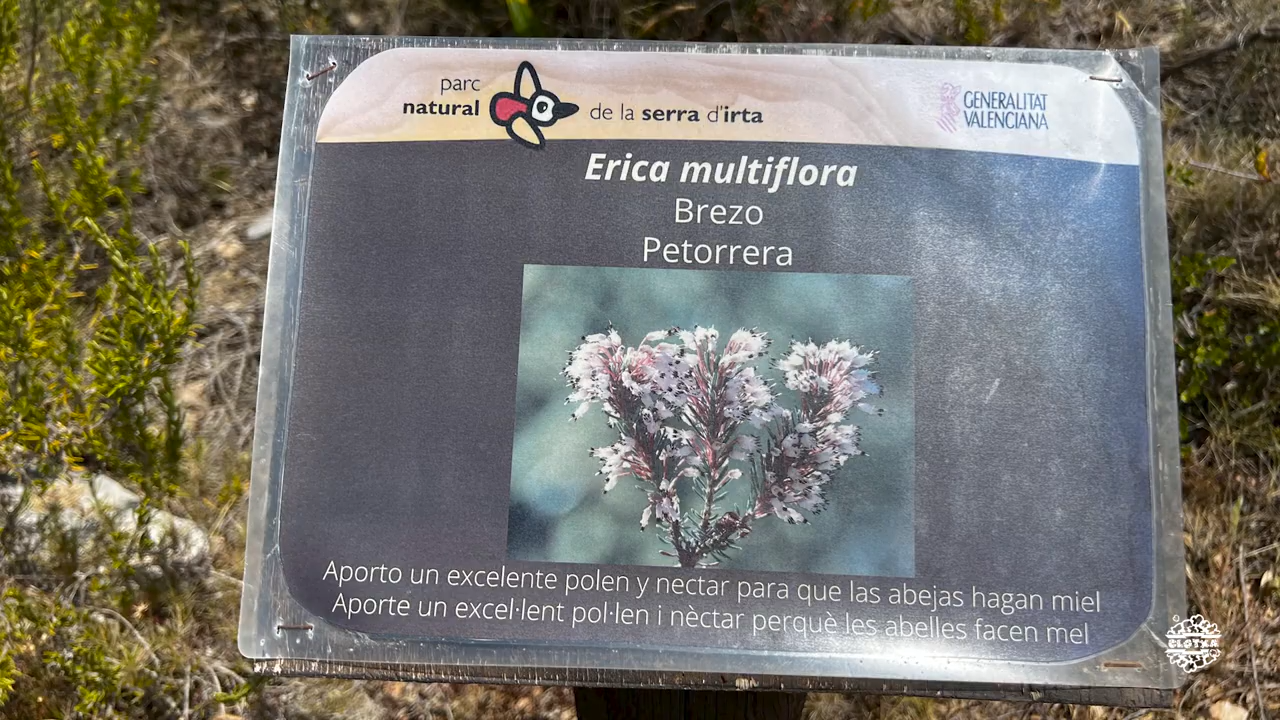 parc
natural de la serra d'irta
GENERALITAT
VALENCIANA
Erica multiflora
Brezo
Petorrera
Aporto un excelente polen y nectar para que las abejas hagan miel
Aporte un excel·lent pol·len i nèctar perquè les abelles facen mel
CLOTXA